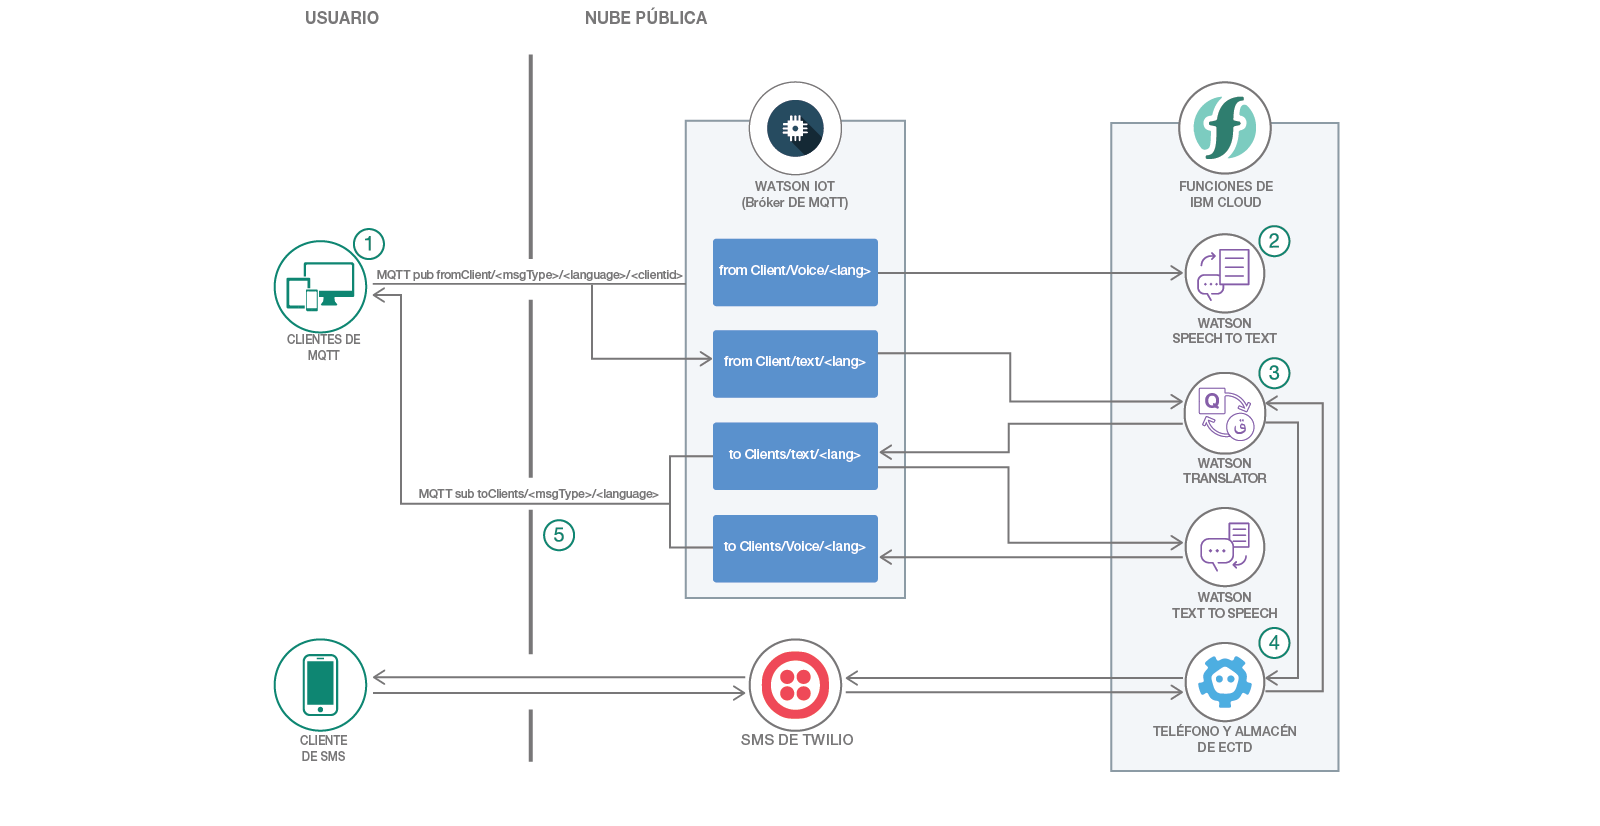 USUARIO
NUBE PÚBLICA
WATSON IOT
(Bróker DE MQTT)
FUNCIONES DE
IBM CLOUD
1
MQTT pub fromClient/<msgType>/<language>/<clientid>
CLIENTES DE
MQTT
from Client/Voice/<lang>
from Client/text/<lang>
to Clients/text/<lang>
to Clients/Voice/<lang>
2
WATSON
SPEECH TO TEXT
3
Q
ق
WATSON
TRANSLATOR
MQTT sub toClients/<msgType>/<language>
5
WATSON
TEXT TO SPEECH
4
TELÉFONO Y ALMACÉN
DE ECTD
CLIENTE
DE SMS
SMS DE TWILIO